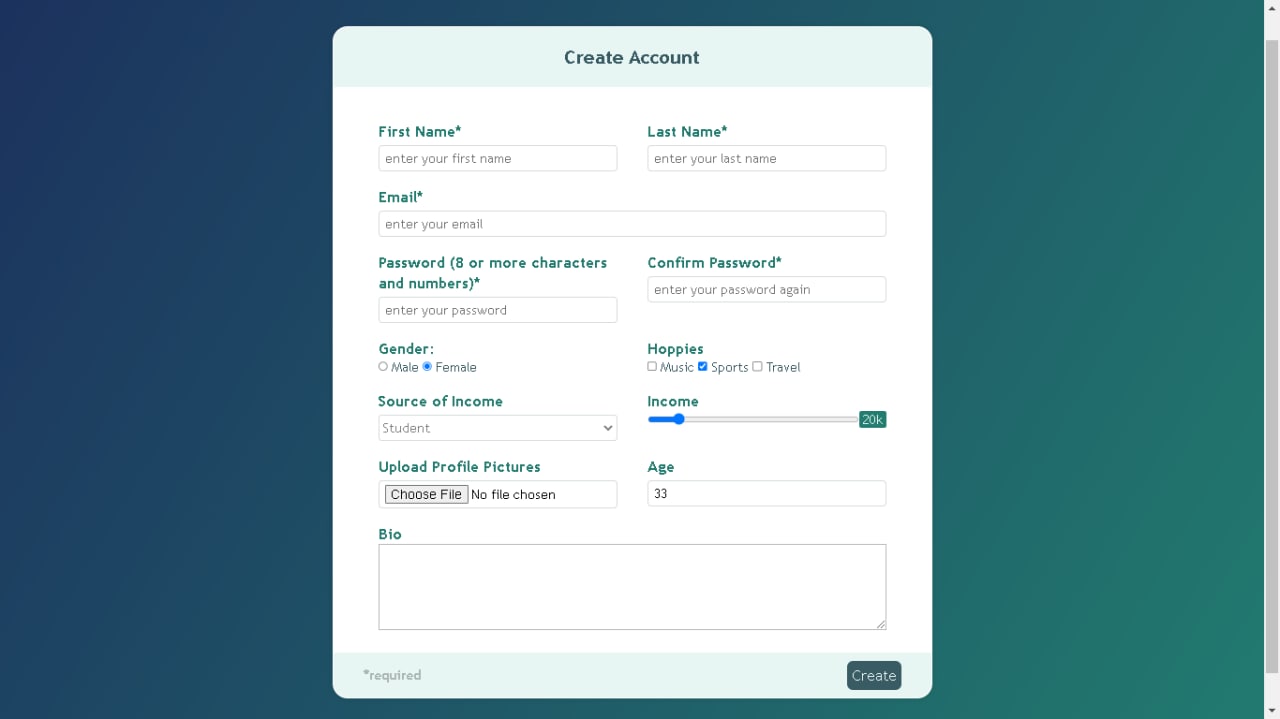 Create Account
First Name* Last Name*
enter your first name enter your last name
Email*
enter your email
Password (8 or more characters and numbers)* Confirm Password*
enter your password enter your password again
Gender: Hoppies
Male Female Music Sports Travel
Source of Income Income
Student 20k
Upload Profile Pictures Age
Choose File No file chosen 33
Bio
*required Create